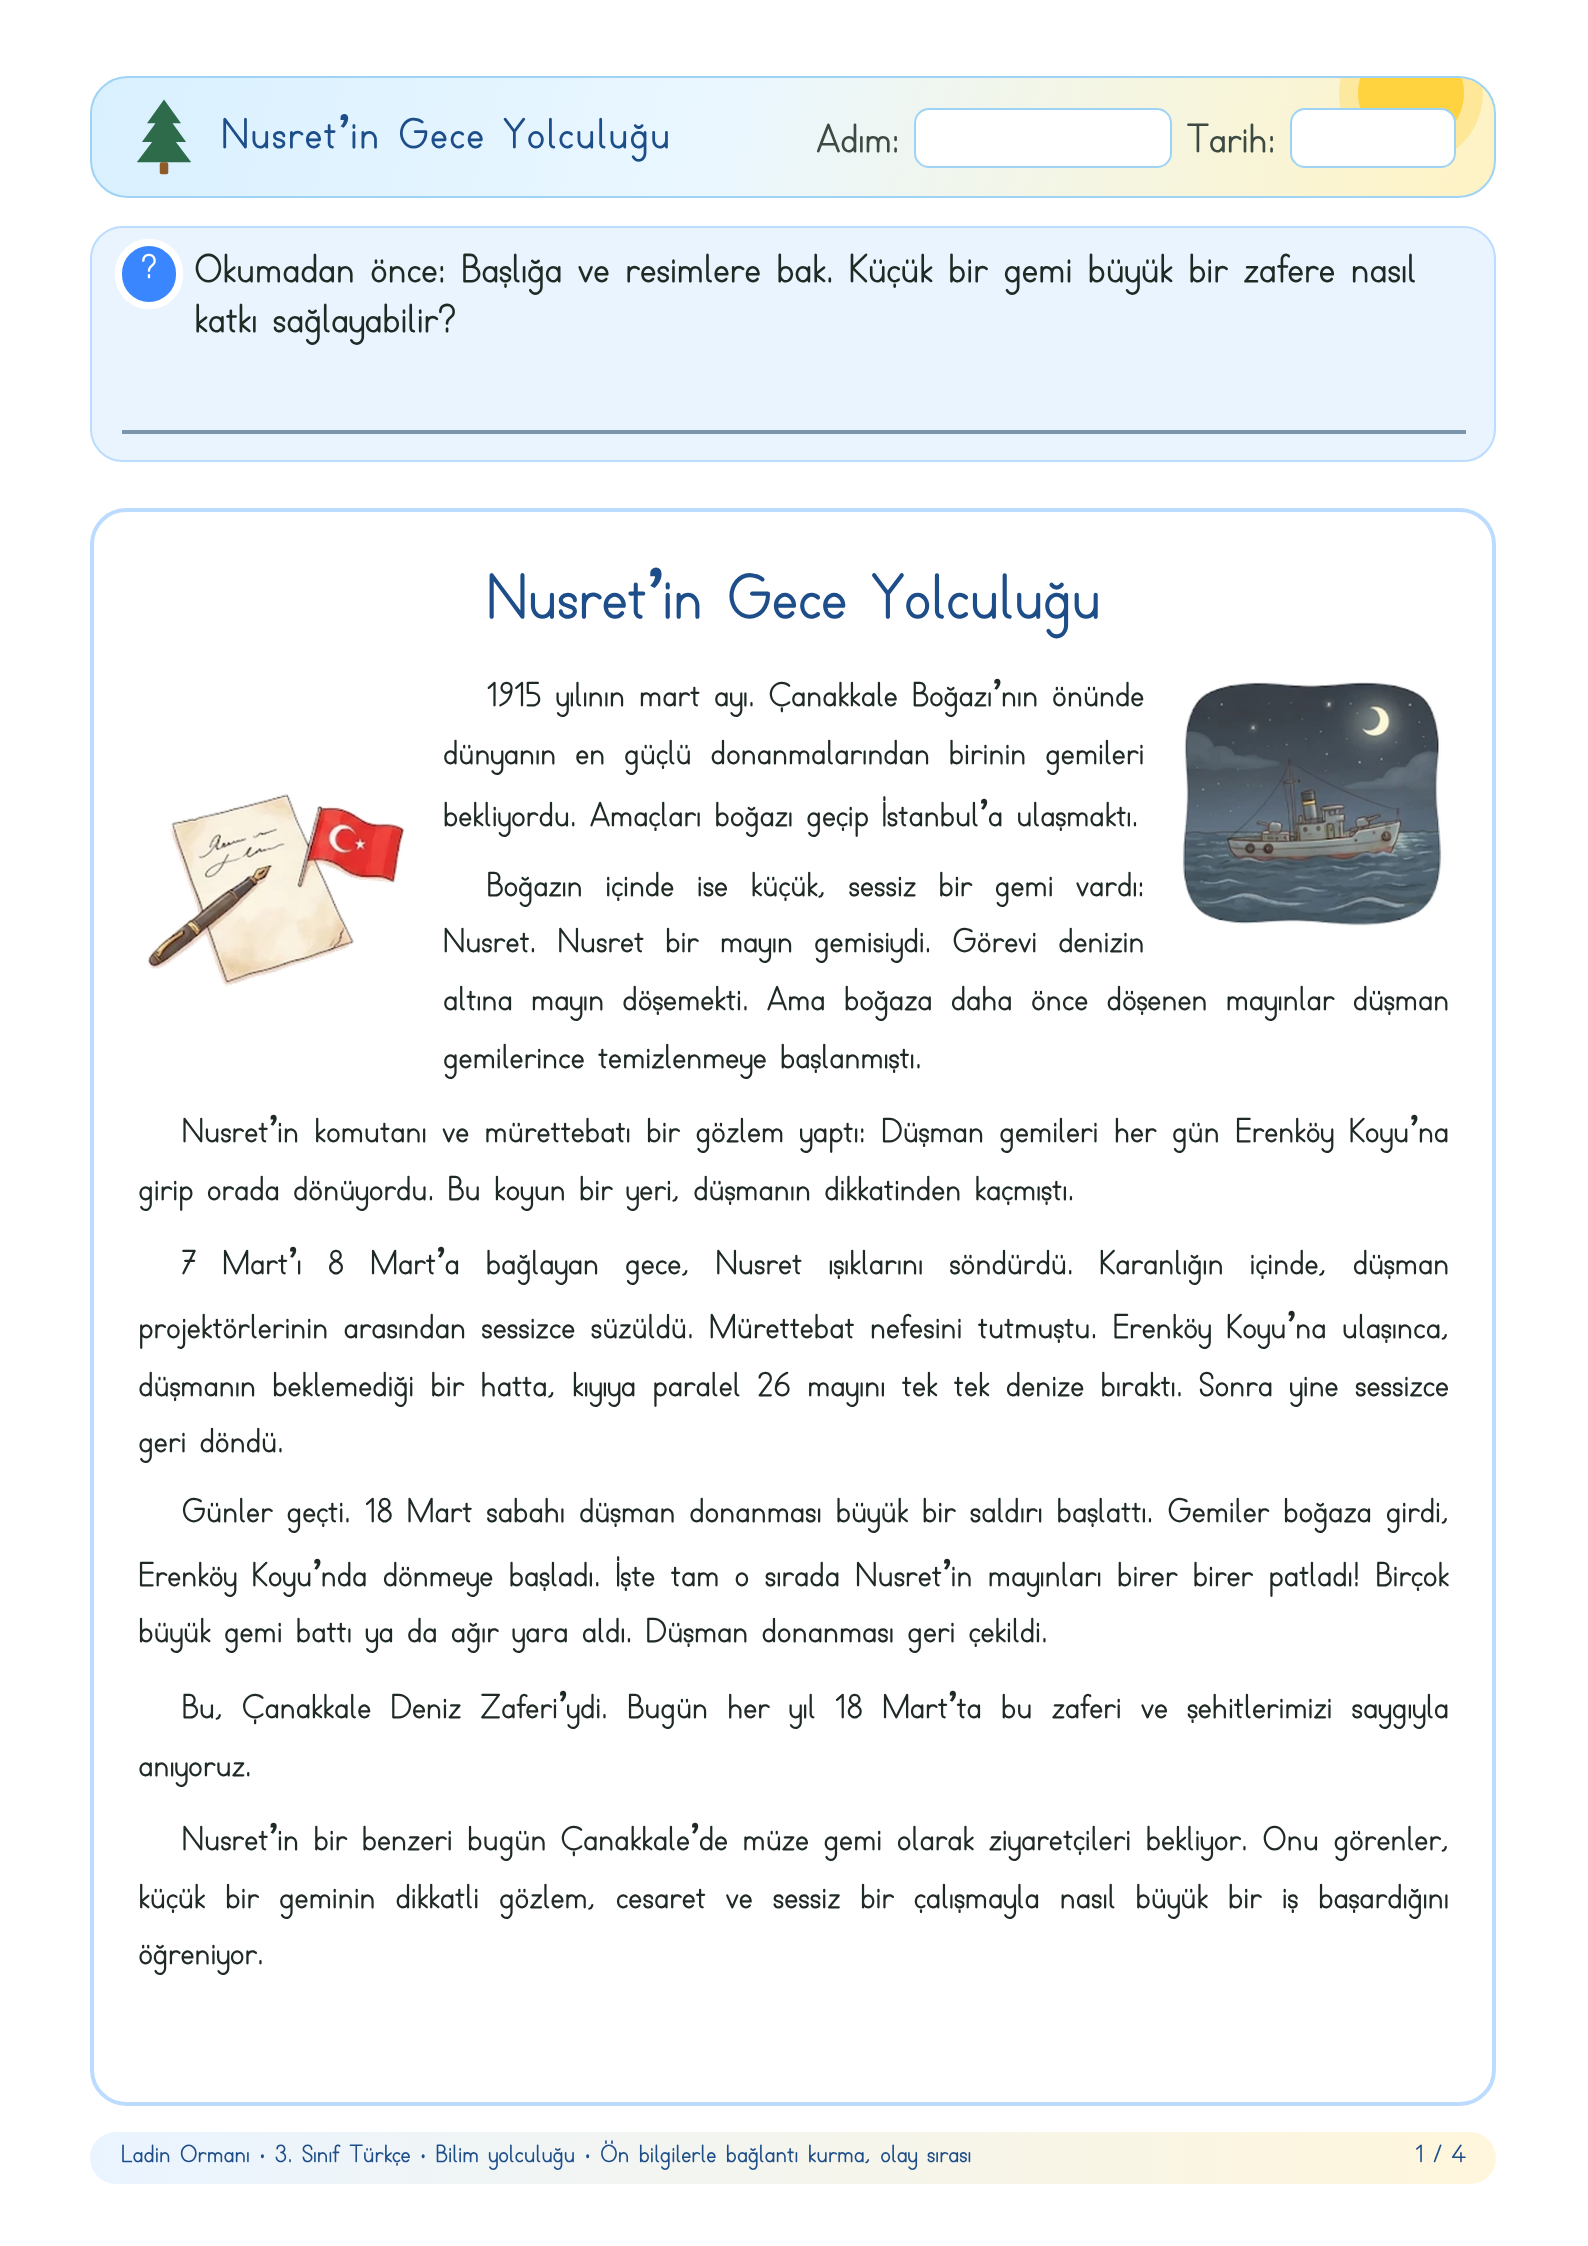 Nusret'in Gece Yolculuğu
Adım:
Tarih:
?
Okumadan önce: Başlığa ve resimlere bak. Küçük bir gemi büyük bir zafere nasıl
katkı sağlayabilir?
Nusret'in Gece Yolculuğu
1915 yılının mart ayı. Çanakkale Boğazı'nın önünde
dünyanın en güçlü donanmalarından birinin gemileri
bekliyordu. Amaçları boğazı geçip İstanbul'a ulaşmaktı.
Boğazın içinde ise küçük, sessiz bir gemi vardı:
Nusret. Nusret bir mayın gemisiydi. Görevi denizin
altına mayın döşemekti. Ama boğaza daha önce döşenen mayınlar düşman
gemilerince temizlenmeye başlanmıştı.
Nusret'in komutanı ve mürettebatı bir gözlem yaptı: Düşman gemileri her gün Erenköy Koyu'na
girip orada dönüyordu. Bu koyun bir yeri, düşmanın dikkatinden kaçmıştı.
7 Mart'ı 8 Mart'a bağlayan gece, Nusret ışıklarını söndürdü. Karanlığın içinde, düşman
projektörlerinin arasından sessizce süzüldü. Mürettebat nefesini tutmuştu. Erenköy Koyu'na ulaşınca,
düşmanın beklemediği bir hatta, kıyıya paralel 26 mayını tek tek denize bıraktı. Sonra yine sessizce
geri döndü.
Günler geçti. 18 Mart sabahı düşman donanması büyük bir saldırı başlattı. Gemiler boğaza girdi,
Erenköy Koyu'nda dönmeye başladı. İşte tam o sırada Nusret'in mayınları birer birer patladı! Birçok
büyük gemi battı ya da ağır yara aldı. Düşman donanması geri çekildi.
Bu, Çanakkale Deniz Zaferi'ydi. Bugün her yıl 18 Mart'ta bu zaferi ve şehitlerimizi saygıyla
anıyoruz.
Nusret'in bir benzeri bugün Çanakkale'de müze gemi olarak ziyaretçileri bekliyor. Onu görenler,
küçük bir geminin dikkatli gözlem, cesaret ve sessiz bir çalışmayla nasıl büyük bir iş başardığını
öğreniyor.
Ladin Ormanı • 3. Sınıf Türkçe • Bilim yolculuğu • Ön bilgilerle bağlantı kurma, olay sırası
1 / 4